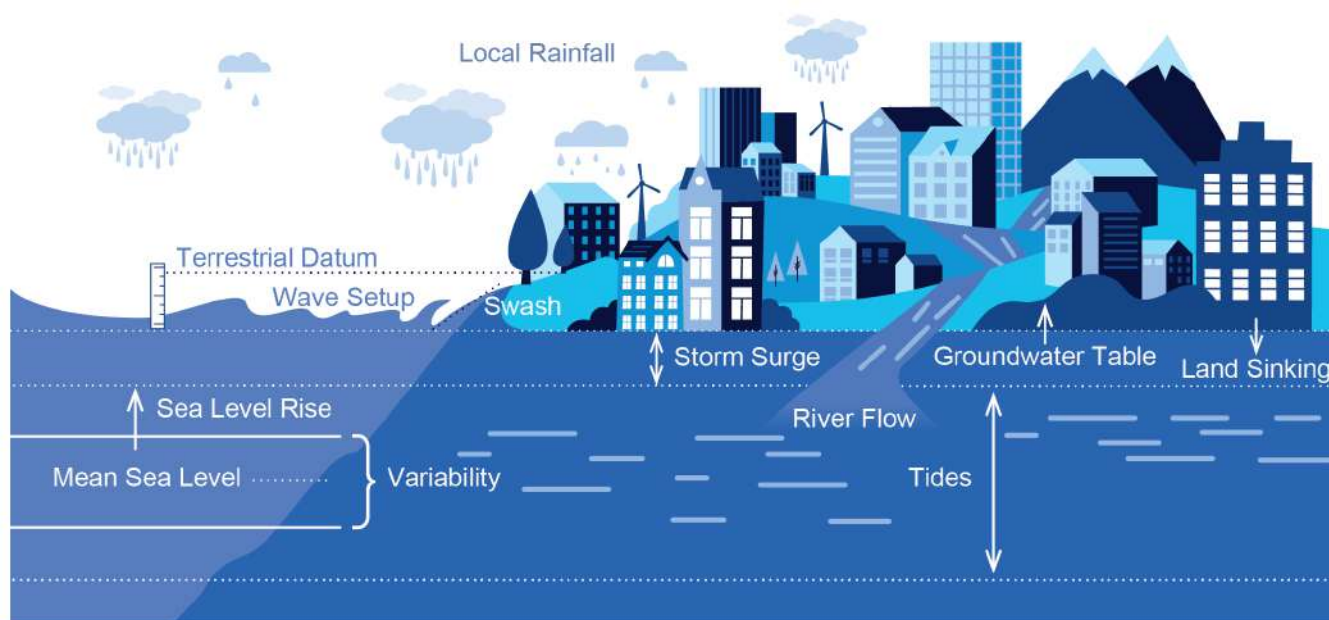 Local Rainfall
Terrestrial Datum
Wave Setup
Swash
Storm Surge
Groundwater Table
Land Sinking
Sea Level Rise
River Flow
Mean Sea Level
Variability
Tides